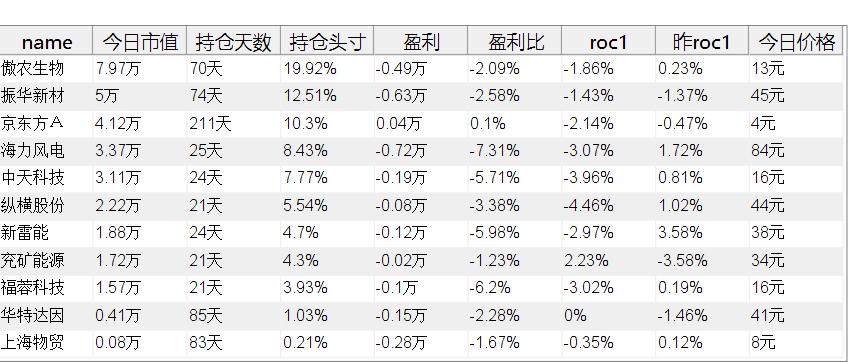 name 今日市值 持仓天数 持仓头寸 盈利 盈利比 roc1 昨roc1 今日价格
傲农生物 7.97万 70天 19.92% -0.49万 -2.09% -1.86% 0.23% 13元
振华新材 5万 74天 12.51% -0.63万 -2.58% -1.43% -1.37% 45元
京东方Ａ 4.12万 211天 10.3% 0.04万 0.1% -2.14% -0.47% 4元
海力风电 3.37万 25天 8.43% -0.72万 -7.31% -3.07% 1.72% 84元
中天科技 3.11万 24天 7.77% -0.19万 -5.71% -3.96% 0.81% 16元
纵横股份 2.22万 21天 5.54% -0.08万 -3.38% -4.46% 1.02% 44元
新雷能 1.88万 24天 4.7% -0.12万 -5.98% -2.97% 3.58% 38元
兖矿能源 1.72万 21天 4.3% -0.02万 -1.23% 2.23% -3.58% 34元
福蓉科技 1.57万 21天 3.93% -0.1万 -6.2% -3.02% 0.19% 16元
华特达因 0.41万 85天 1.03% -0.15万 -2.28% 0% -1.46% 41元
上海物贸 0.08万 83天 0.21% -0.28万 -1.67% -0.35% 0.12% 8元